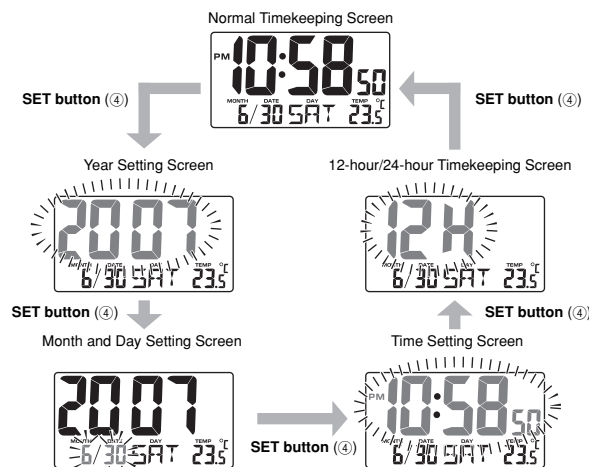 Normal Timekeeping Screen
PM 10:58 50
MONTH DATE DAY TEMP
6/30 SAT 23.5 °C
SET button (④)
SET button (④)
Year Setting Screen
12-hour/24-hour Timekeeping Screen
2007
MONTH DATE DAY TEMP
6/30 SAT 23.5 °C
12H
MONTH DATE DAY TEMP
6/30 SAT 23.5 °C
SET button (④)
SET button (④)
Month and Day Setting Screen
Time Setting Screen
2007
MONTH DATE DAY TEMP
6/30 SAT 23.5 °C
SET button (④)
PM 10:58 50
MONTH DATE DAY TEMP
6/30 SAT 23.5 °C